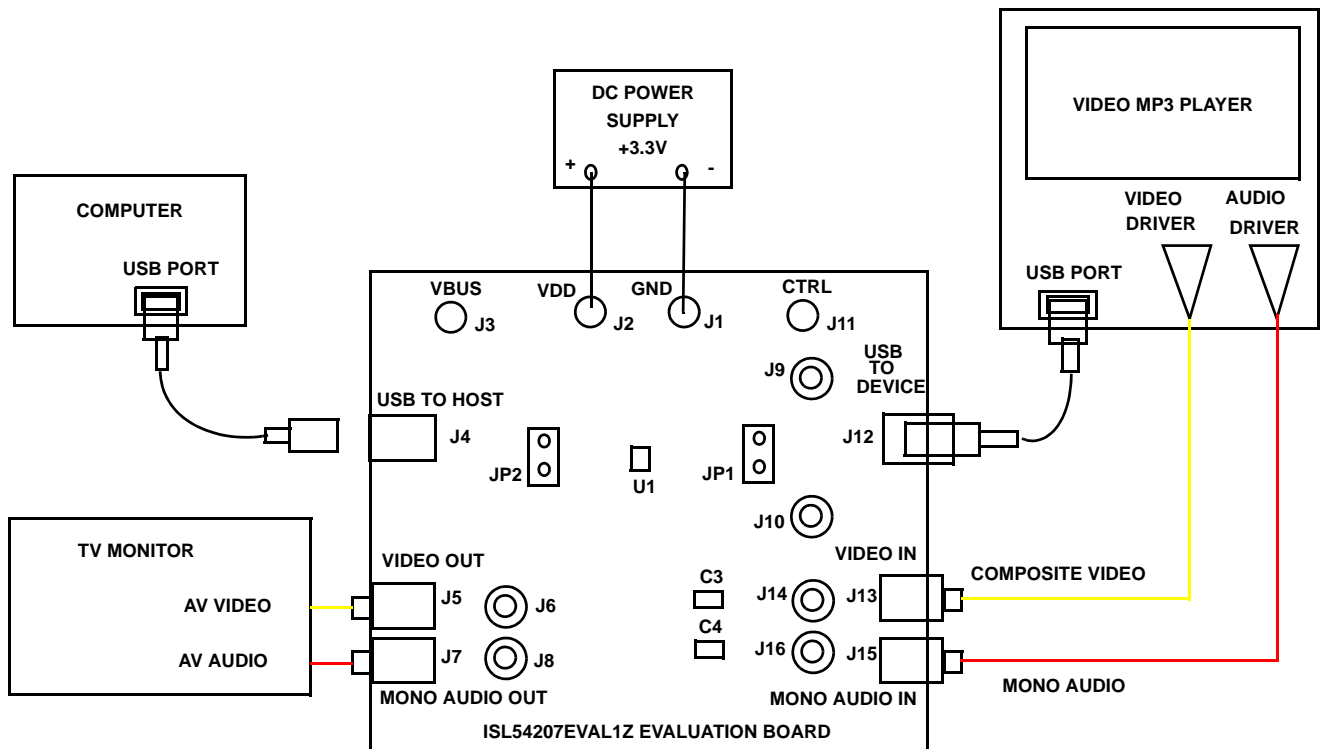 DC POWER
SUPPLY
+3.3V
+ -
VIDEO MP3 PLAYER
VIDEO
DRIVER
AUDIO
DRIVER
USB PORT
COMPUTER
USB PORT
VBUS
J3
VDD
J2
GND
J1
CTRL
J11
USB
TO
DEVICE
J9
USB TO HOST
J4
JP2
U1
JP1
J12
J10
TV MONITOR
AV VIDEO
AV AUDIO
VIDEO OUT
J5
J6
J7
J8
MONO AUDIO OUT
C3
C4
VIDEO IN
J14
J13
J16
J15
MONO AUDIO IN
COMPOSITE VIDEO
MONO AUDIO
ISL54207EVAL1Z EVALUATION BOARD